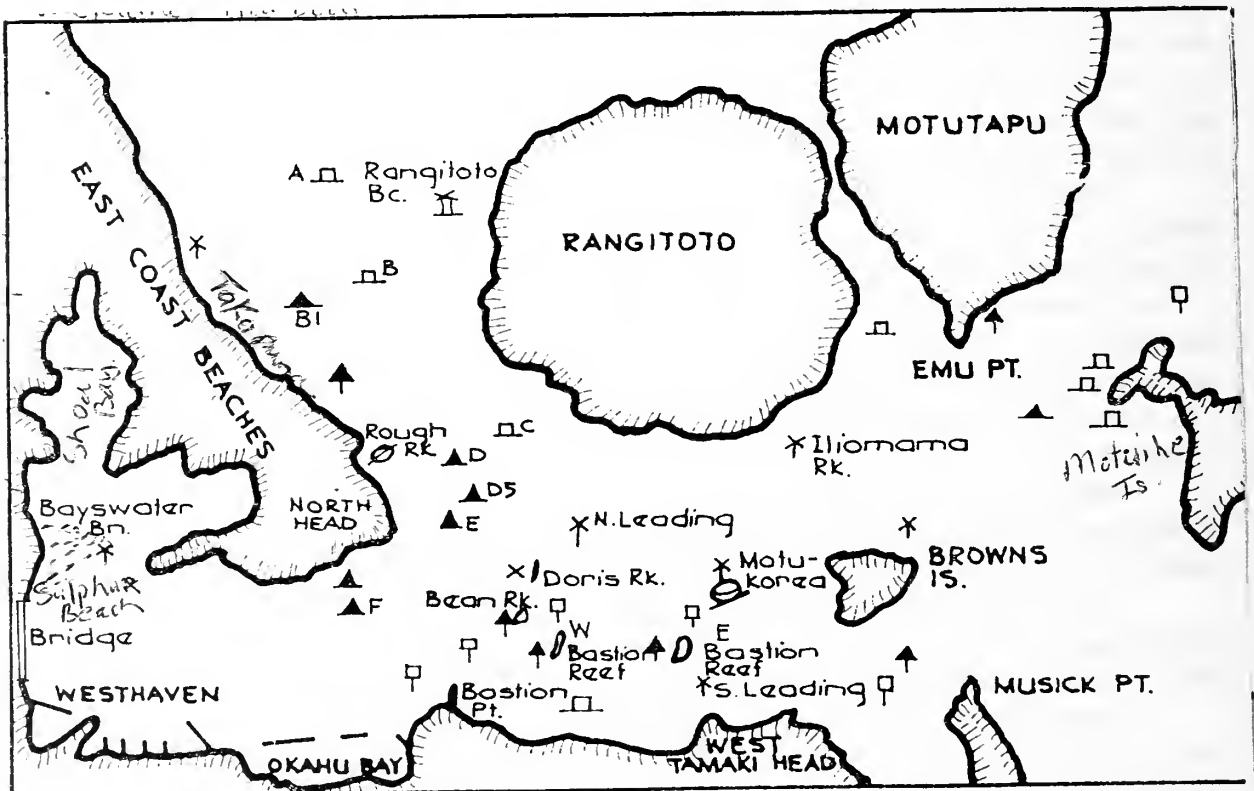 MOTUTAPU
A
Rangitoto
Bc.
RANGITOTO
EAST COAST BEACHES
B
B1
Takapuna
EMU PT.
Shoal
Bay
C
Rough
Rk
D
Iliomama
Rk.
D5
Bayswater
Bn.
NORTH
HEAD
E
N. Leading
Motuihe
Is.
Motu-
korea
BROWNS
IS.
Doris Rk.
Sulphur
Beach
F
Bean Rk.
Bridge
W
Bastion
Reef
E
Bastion
Reef
WESTHAVEN
Bastion
Pt.
S. Leading
MUSICK PT.
OKAHU BAY
WEST
TAMAKI HEAD